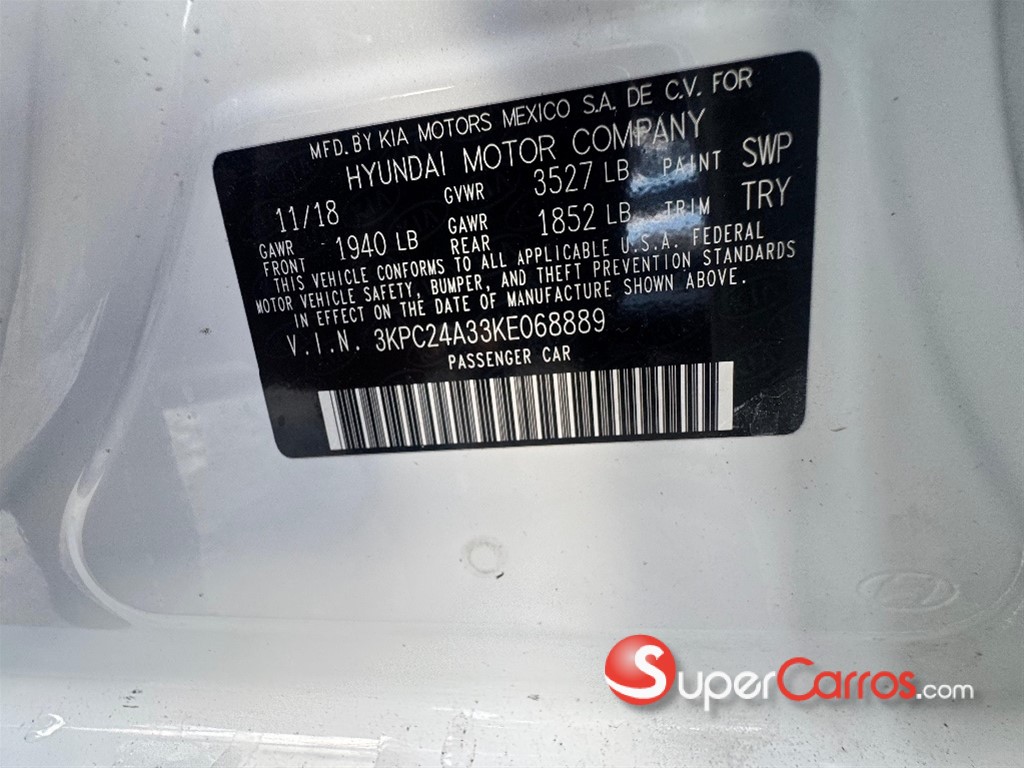 MFD. BY KIA MOTORS MEXICO S.A. DE C.V. FOR
HYUNDAI MOTOR COMPANY
11/18 GVWR 3527 LB PAINT SWP
GAWR FRONT 1940 LB GAWR REAR 1852 LB TRIM TRY
THIS VEHICLE CONFORMS TO ALL APPLICABLE U.S.A. FEDERAL
MOTOR VEHICLE SAFETY, BUMPER, AND THEFT PREVENTION STANDARDS
IN EFFECT ON THE DATE OF MANUFACTURE SHOWN ABOVE.
V.I.N. 3KPC24A33KE068889
PASSENGER CAR
SuperCarros.com